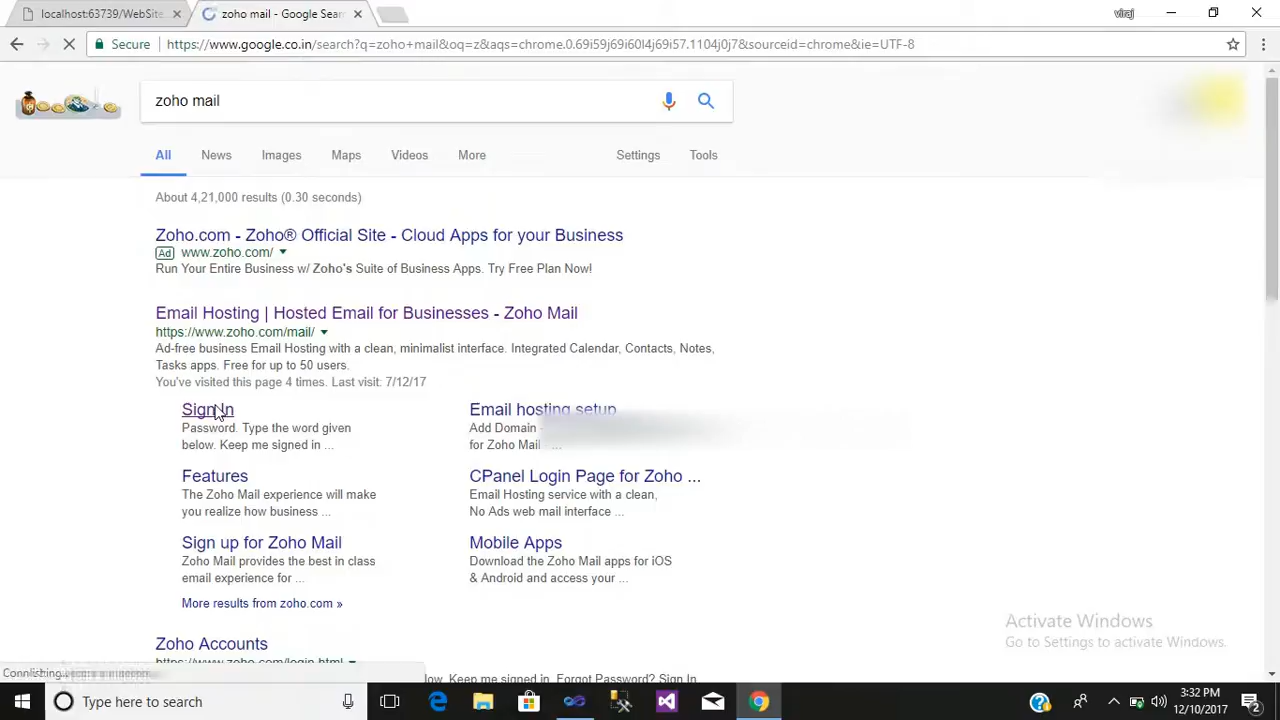 localhost:63739/WebSite
zoho mail - Google Sear
viraj
Secure
https://www.google.co.in/search?q=zoho+mail&oq=z&aqs=chrome.0.69i59j69i60l4j69i57.1104j0j7&sourceid=chrome&ie=UTF-8
zoho mail
All News Images Maps Videos More Settings Tools
About 4,21,000 results (0.30 seconds)
Zoho.com - Zoho® Official Site - Cloud Apps for your Business
Ad www.zoho.com/
Run Your Entire Business w/ Zoho's Suite of Business Apps. Try Free Plan Now!
Email Hosting | Hosted Email for Businesses - Zoho Mail
https://www.zoho.com/mail/
Ad-free business Email Hosting with a clean, minimalist interface. Integrated Calendar, Contacts, Notes,
Tasks apps. Free for up to 50 users.
You've visited this page 4 times. Last visit: 7/12/17
Sign In
Password. Type the word given
below. Keep me signed in ...
Email hosting setup
Add Domain -
for Zoho Mail ...
Features
The Zoho Mail experience will make
you realize how business ...
CPanel Login Page for Zoho ...
Email Hosting service with a clean,
No Ads web mail interface ...
Sign up for Zoho Mail
Zoho Mail provides the best in class
email experience for ...
Mobile Apps
Download the Zoho Mail apps for iOS
& Android and access your ...
More results from zoho.com »
Zoho Accounts
https://www.zoho.com/login.html
Keep me signed in. Forgot Password? Sign In
Activate Windows
Go to Settings to activate Windows.
Type here to search
3:32 PM
12/10/2017
2